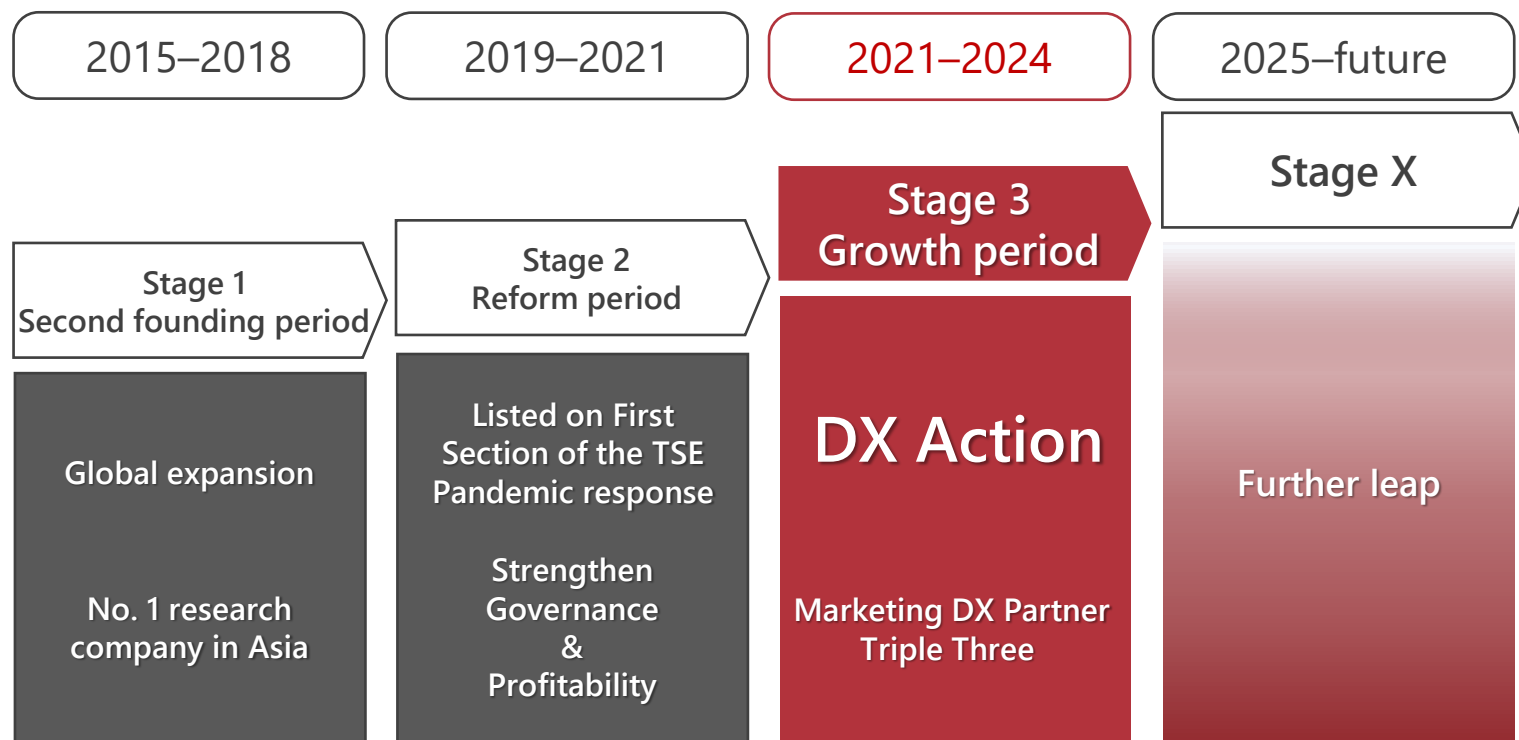 2015–2018
2019–2021
2021–2024
2025–future
Stage 1
Second founding period
Stage 2
Reform period
Stage 3
Growth period
Stage X
Global expansion
No. 1 research
company in Asia
Listed on First
Section of the TSE
Pandemic response
Strengthen
Governance
&
Profitability
DX Action
Marketing DX Partner
Triple Three
Further leap